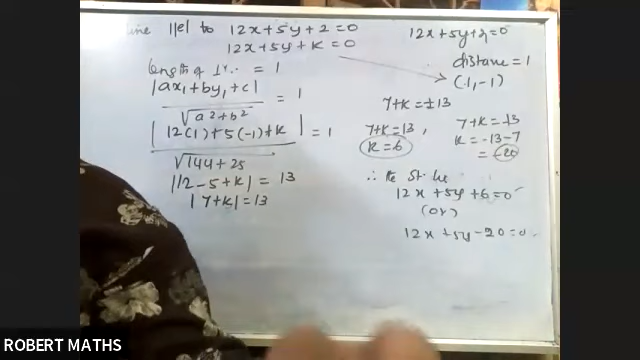 line 11el to 12x+5y+2=0
12x+5y+k=0
length of ⊥r = 1
|ax₁+by₁+c| / √a²+b² = 1
|12(1)+5(-1)+k| / √144+25 = 1
|12-5+k| = 13
|7+k|=13
12x+5y+2=0
distance = 1
(1,-1)
7+k=±13
7+k=13, 7+k=-13
k=6 k=-13-7
=-20
∴ the St line
12x+5y+6=0
(or)
12x+5y-20=0.
ROBERT MATHS